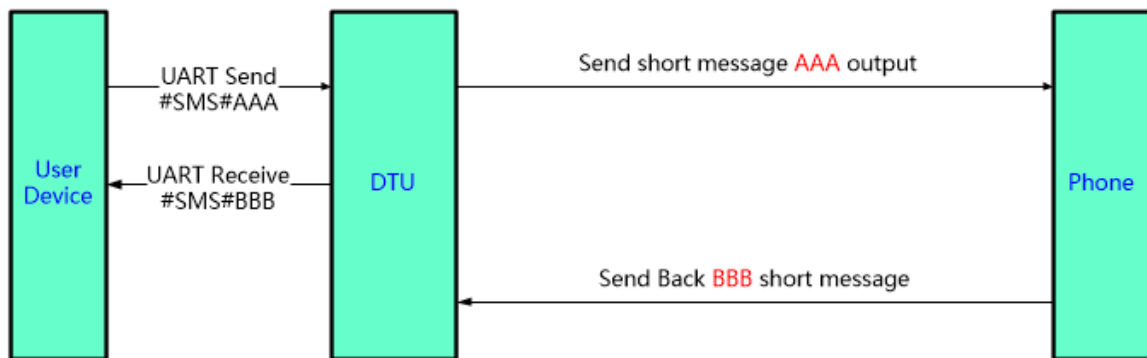 Send short message AAA output
UART Send
#SMS#AAA
User
Device
UART Receive
#SMS#BBB
DTU
Phone
Send Back BBB short message